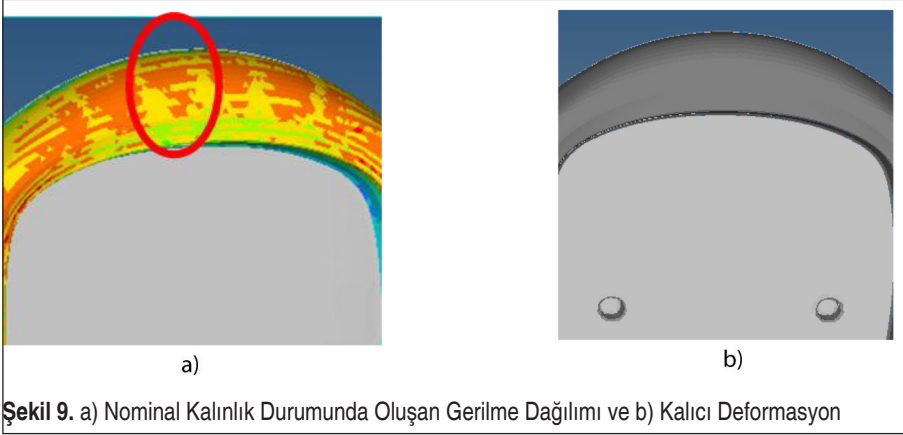 a)
b)
Şekil 9. a) Nominal Kalınlık Durumunda Oluşan Gerilme Dağılımı ve b) Kalıcı Deformasyon